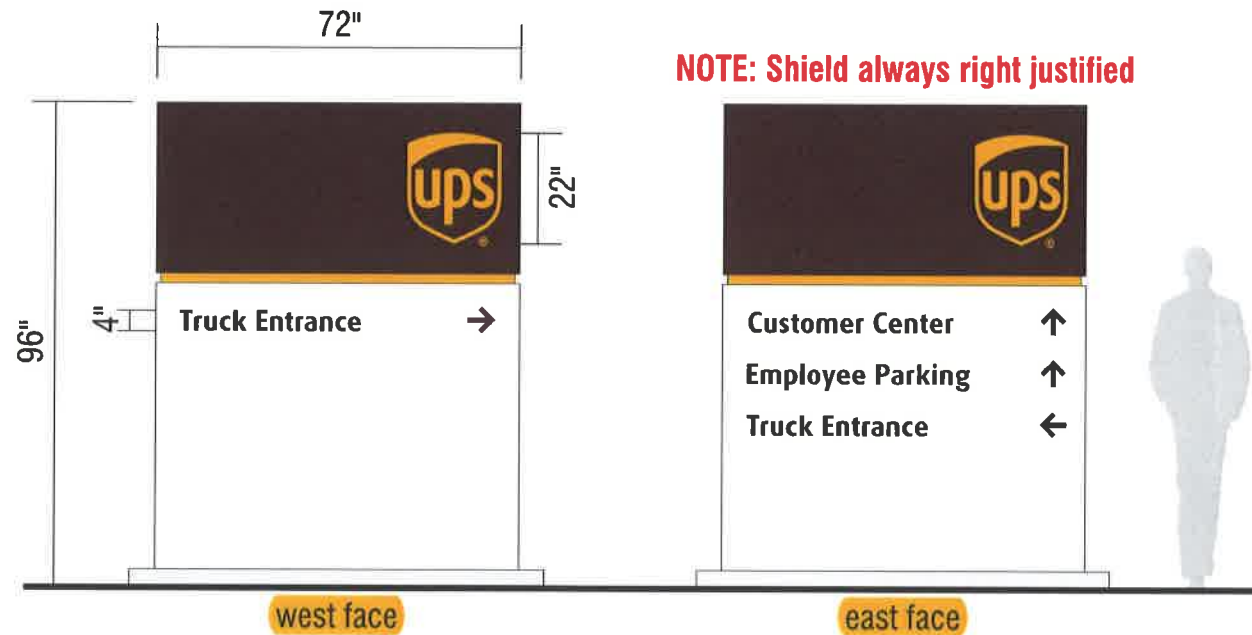 72"
NOTE: Shield always right justified
96"
ups
®
22"
4"
Truck Entrance →
ups
®
Customer Center ↑
Employee Parking ↑
Truck Entrance ←
west face
east face